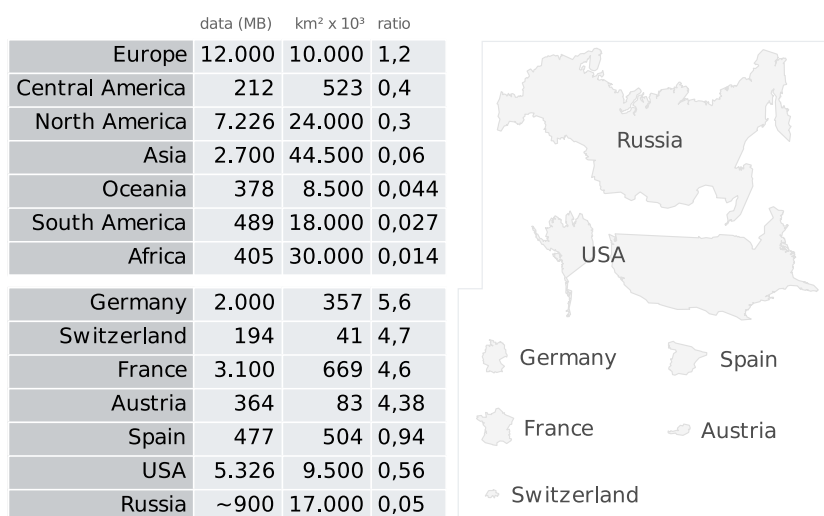 data (MB) km² x 10³ ratio
Europe 12.000 10.000 1,2
Central America 212 523 0,4
North America 7.226 24.000 0,3
Asia 2.700 44.500 0,06
Oceania 378 8.500 0,044
South America 489 18.000 0,027
Africa 405 30.000 0,014
Germany 2.000 357 5,6
Switzerland 194 41 4,7
France 3.100 669 4,6
Austria 364 83 4,38
Spain 477 504 0,94
USA 5.326 9.500 0,56
Russia ~900 17.000 0,05
Russia
USA
Germany Spain
France Austria
Switzerland